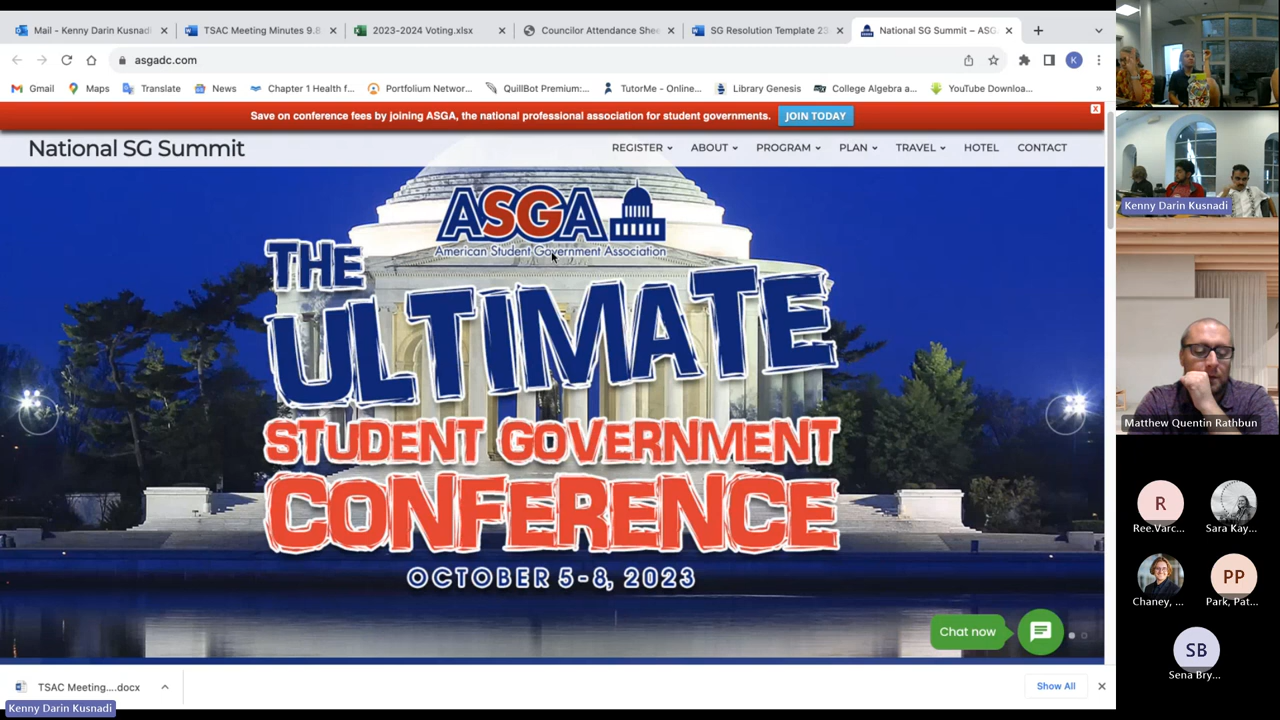 Mail - Kenny Darin Kusnadi
TSAC Meeting Minutes 9.8
2023-2024 Voting.xlsx
Councilor Attendance Shee
SG Resolution Template 23
National SG Summit – ASG
asgadc.com
K
Gmail
Maps
Translate
News
Chapter 1 Health f...
Portfolium Networ...
QuillBot Premium:...
TutorMe - Online...
Library Genesis
College Algebra a...
YouTube Downloa...
»
Save on conference fees by joining ASGA, the national professional association for student governments.
JOIN TODAY
X
National SG Summit
REGISTER
ABOUT
PROGRAM
PLAN
TRAVEL
HOTEL
CONTACT
ASGA
American Student Government Association
THE
ULTIMATE
STUDENT GOVERNMENT
CONFERENCE
OCTOBER 5-8, 2023
Chat now
TSAC Meeting....docx
Show All
Kenny Darin Kusnadi
Kenny Darin Kusnadi
Matthew Quentin Rathbun
R
Ree.Varc...
Sara Kay...
Chaney, ...
PP
Park, Pat...
SB
Sena Bry...